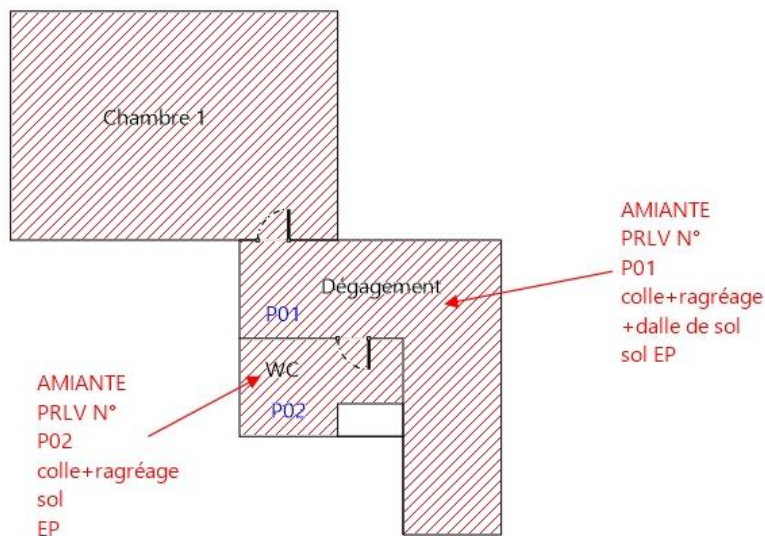 Chambre 1
AMIANTE
PRLV N°
P01
colle+ragréage
+dalle de sol
sol EP
Dégagement
P01
WC
P02
AMIANTE
PRLV N°
P02
colle+ragréage
sol
EP